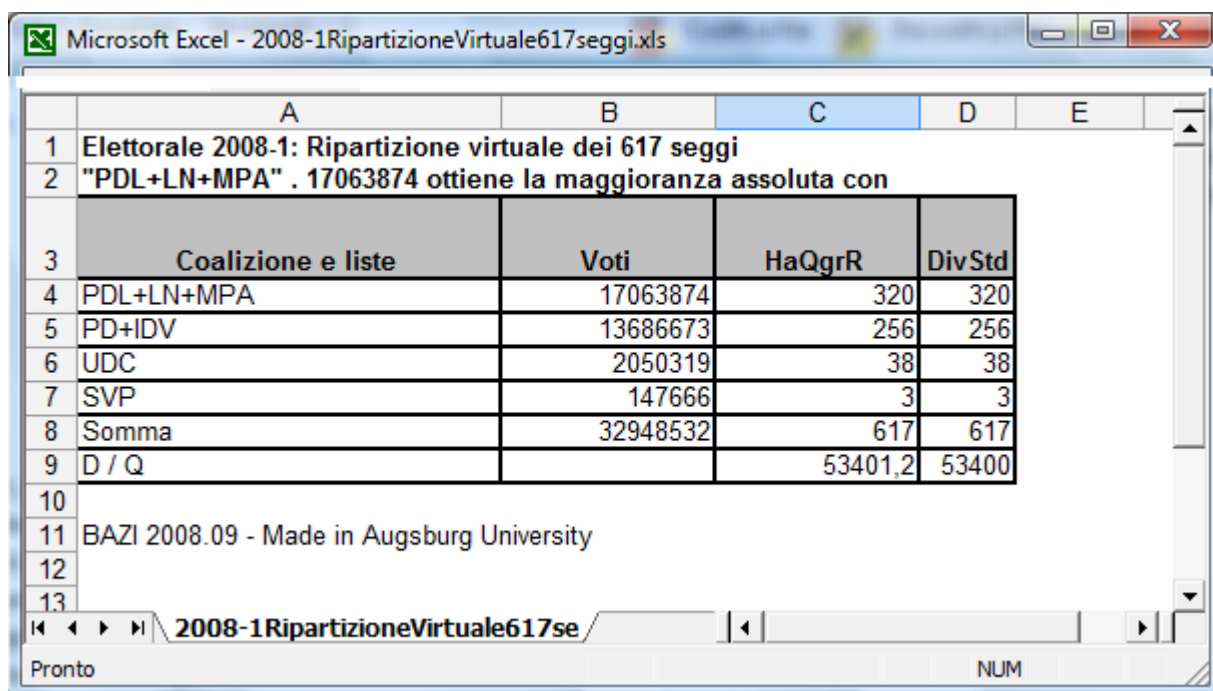 Microsoft Excel - 2008-1RipartizioneVirtuale617seggi.xls
A B C D E
1 Elettorale 2008-1: Ripartizione virtuale dei 617 seggi
2 "PDL+LN+MPA" . 17063874 ottiene la maggioranza assoluta con
3 Coalizione e liste Voti HaQgrR DivStd
4 PDL+LN+MPA 17063874 320 320
5 PD+IDV 13686673 256 256
6 UDC 2050319 38 38
7 SVP 147666 3 3
8 Somma 32948532 617 617
9 D / Q 53401,2 53400
10
11 BAZI 2008.09 - Made in Augsburg University
12
13
2008-1RipartizioneVirtuale617se
Pronto NUM